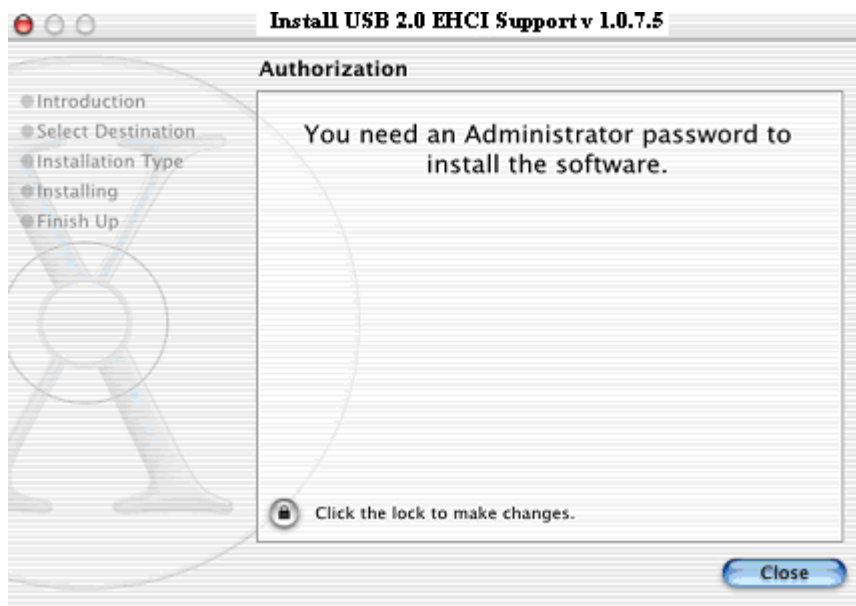 Install USB 2.0 EHCI Support v 1.0.7.5
Authorization
Introduction
Select Destination
Installation Type
Installing
Finish Up
You need an Administrator password to
install the software.
Click the lock to make changes.
Close